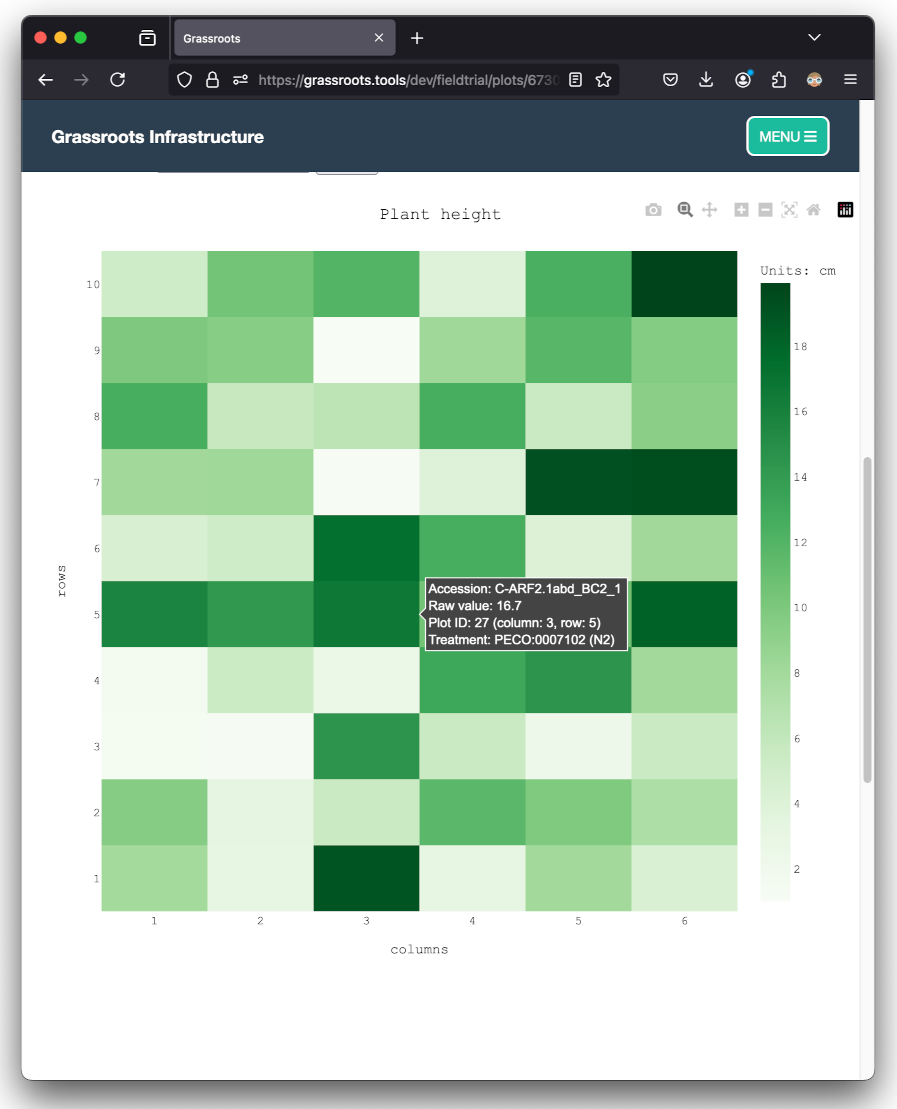 Grassroots
https://grassroots.tools/dev/fieldtrial/plots/6730
Grassroots Infrastructure
MENU
Plant height
Units: cm
10
9
8
7
6
5
4
3
2
1
rows
Accession: C-ARF2.1abd_BC2_1
Raw value: 16.7
Plot ID: 27 (column: 3, row: 5)
Treatment: PECO:0007102 (N2)
18
16
14
12
10
8
6
4
2
1 2 3 4 5 6
columns